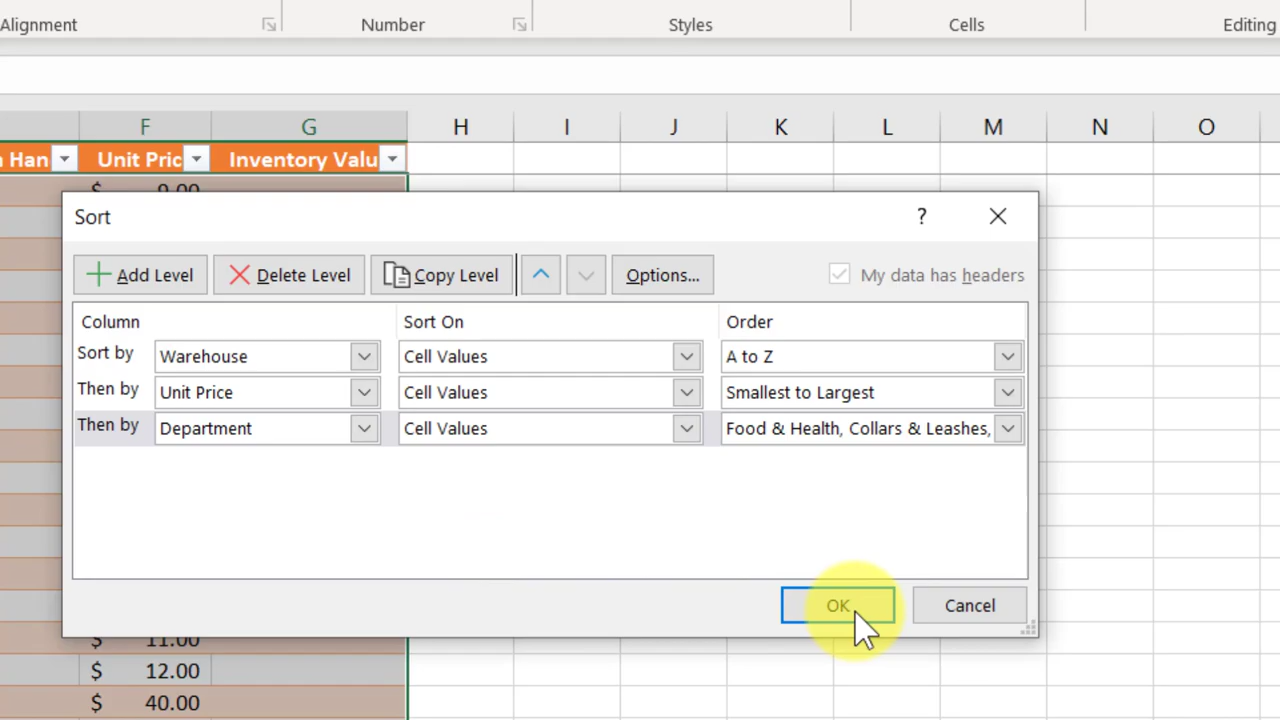 Alignment Number Styles Cells Editing
F G H I J K L M N O
Han Unit Pric Inventory Valu
$ 9.00
Sort ?
Add Level Delete Level Copy Level Options... My data has headers
Column Sort On Order
Sort by Warehouse Cell Values A to Z
Then by Unit Price Cell Values Smallest to Largest
Then by Department Cell Values Food & Health, Collars & Leashes,
OK Cancel
$ 11.00
$ 12.00
$ 40.00